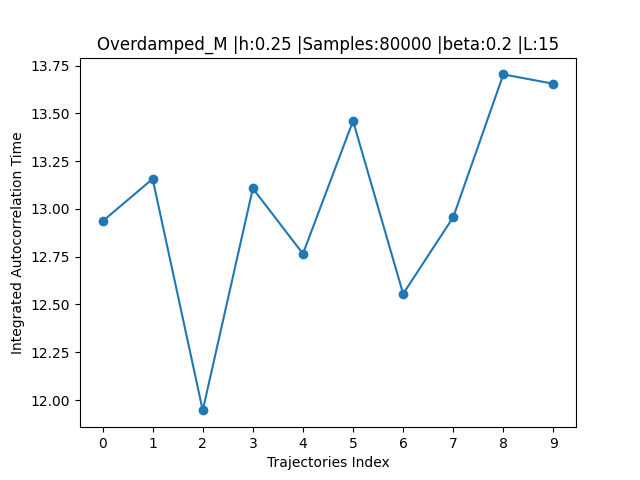 Overdamped_M |h:0.25 |Samples:80000 |beta:0.2 |L:15
Integrated Autocorrelation Time
13.75
13.50
13.25
13.00
12.75
12.50
12.25
12.00
0 1 2 3 4 5 6 7 8 9
Trajectories Index